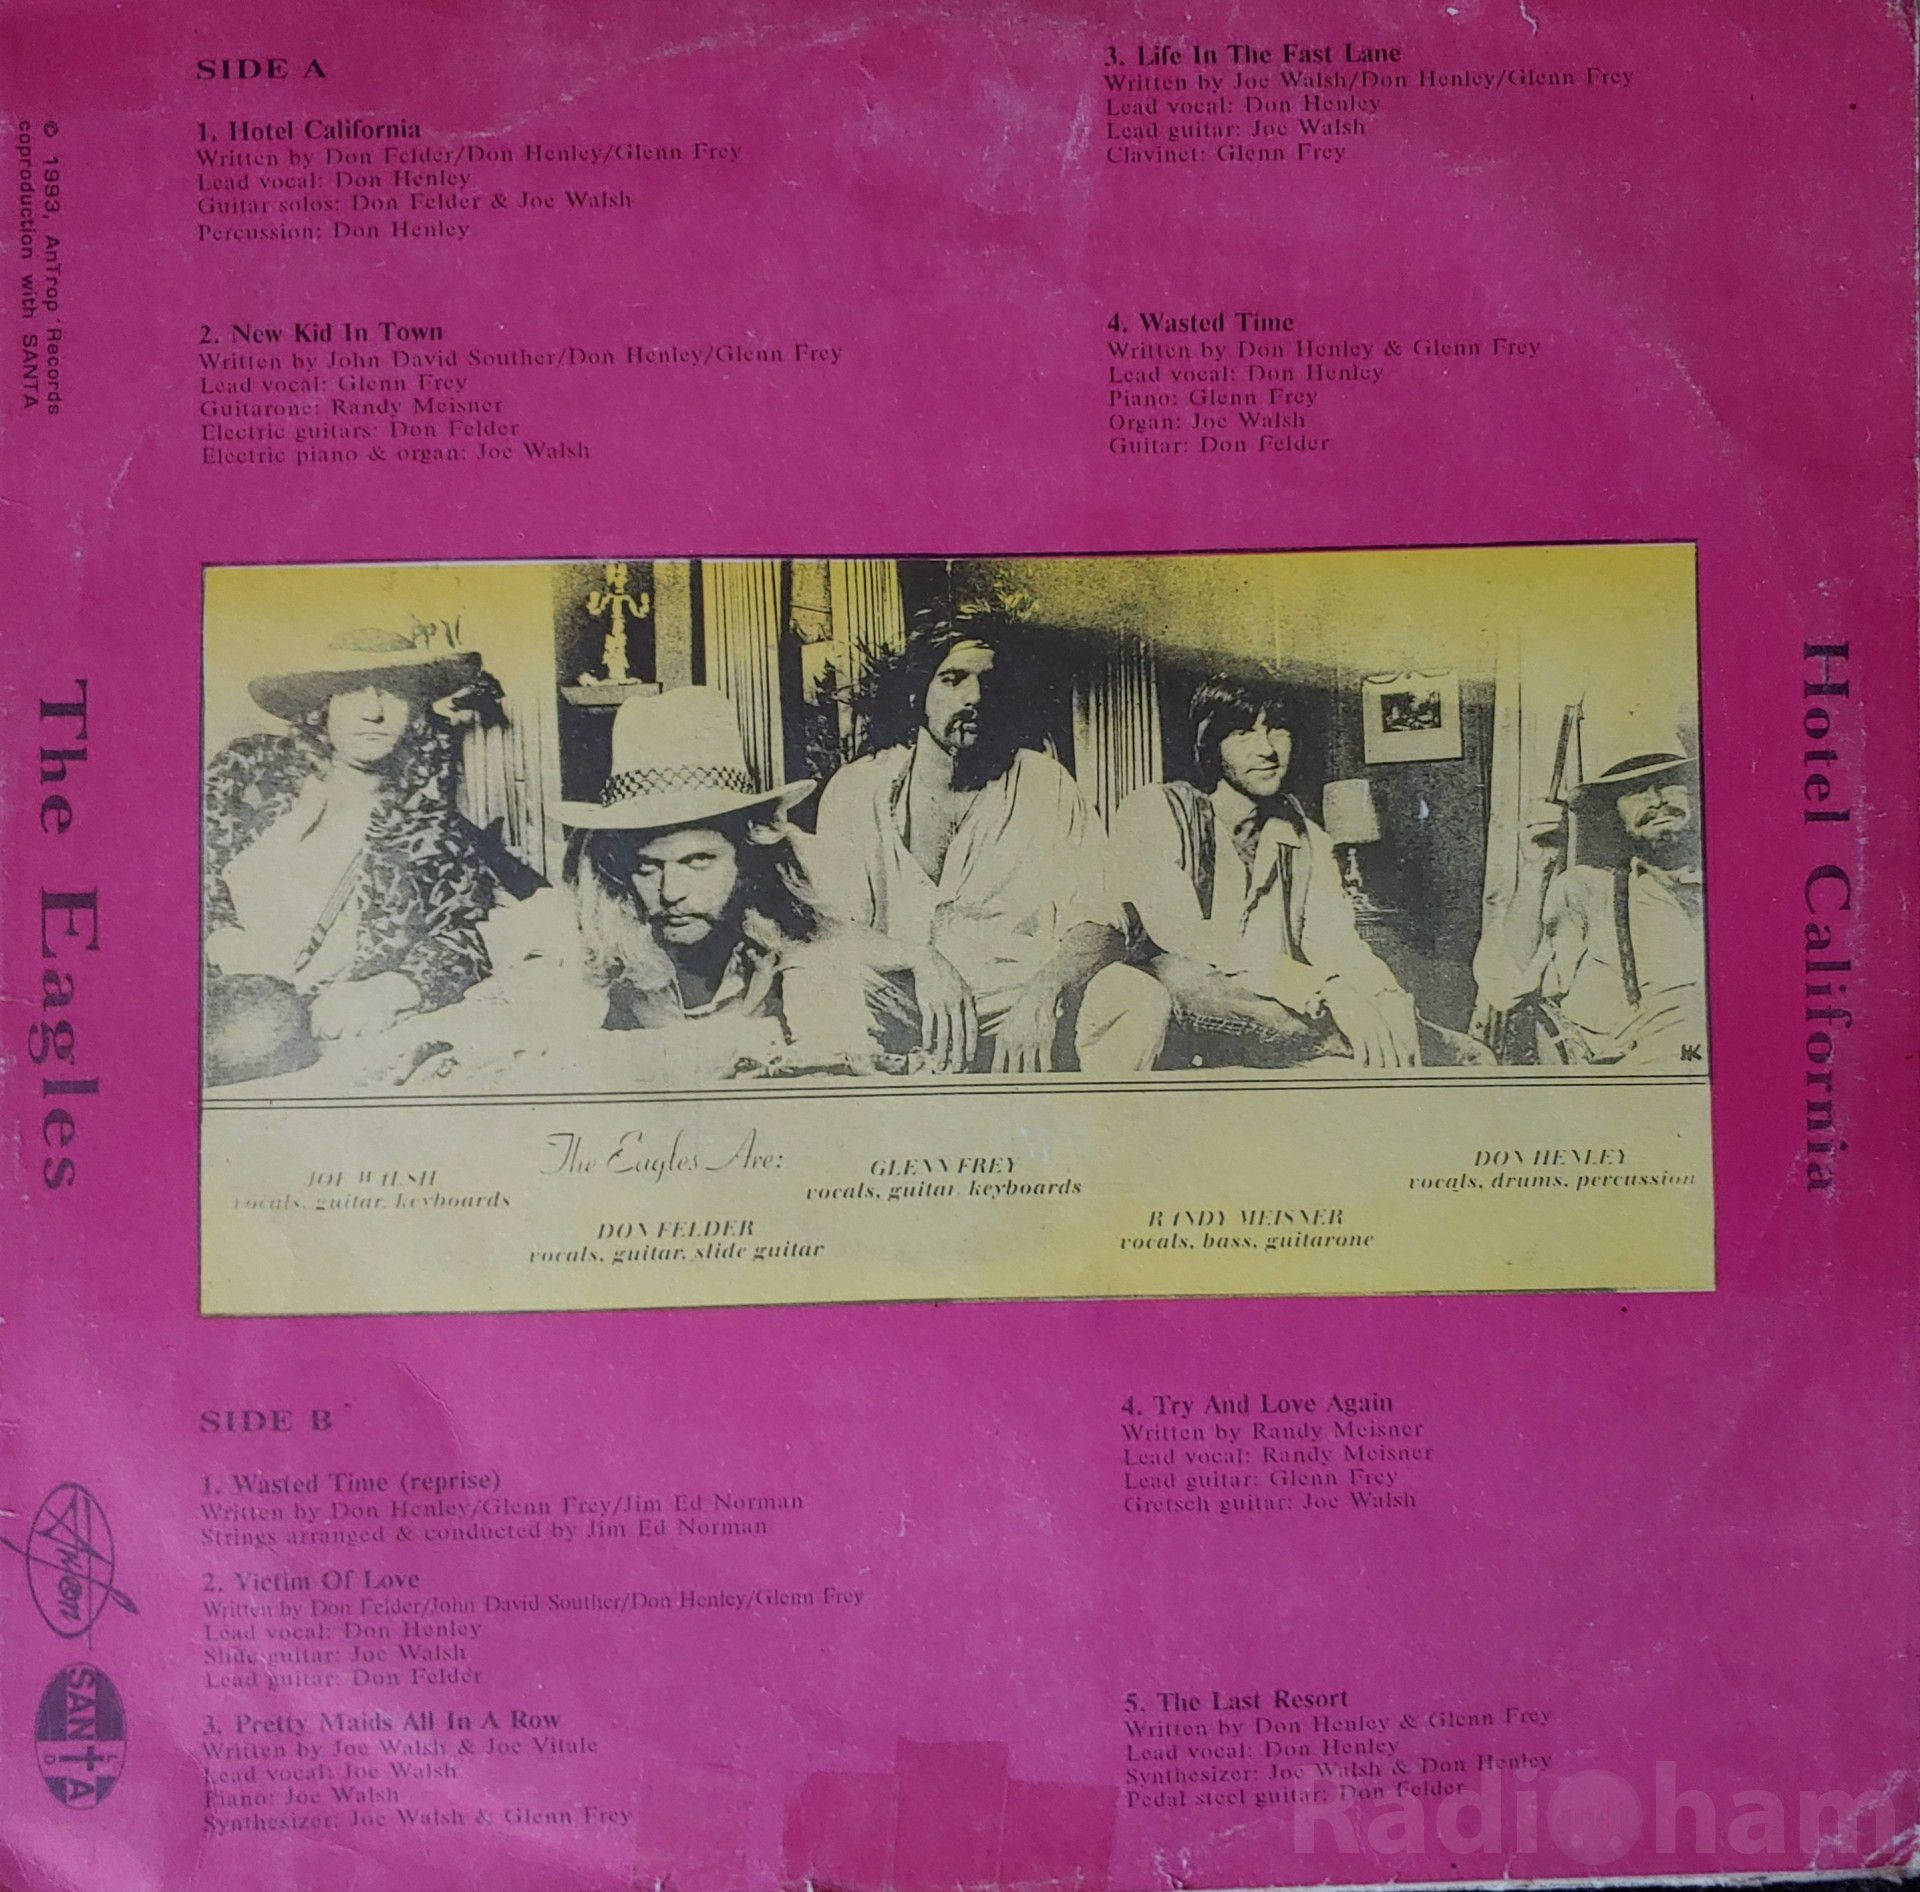 SIDE A
1. Hotel California
Written by Don Felder/Don Henley/Glenn Frey
Lead vocal: Don Henley
Guitar solos: Don Felder & Joe Walsh
Percussion: Don Henley
2. New Kid In Town
Written by John David Souther/Don Henley/Glenn Frey
Lead vocal: Glenn Frey
Guitarone: Randy Meisner
Electric guitars: Don Felder
Electric piano & organ: Joe Walsh
3. Life In The Fast Lane
Written by Joe Walsh/Don Henley/Glenn Frey
Lead vocal: Don Henley
Lead guitar: Joe Walsh
Clavinet: Glenn Frey
4. Wasted Time
Written by Don Henley & Glenn Frey
Lead vocal: Don Henley
Piano: Glenn Frey
Organ: Joe Walsh
Guitar: Don Felder
© 1993, AnTrop Records
coproduction with SANTA
The Eagles
Hotel California
The Eagles Are:
JOE WALSH
vocals, guitar, keyboards
DON FELDER
vocals, guitar, slide guitar
GLENN FREY
vocals, guitar, keyboards
RANDY MEISNER
vocals, bass, guitarone
DON HENLEY
vocals, drums, percussion
SIDE B
1. Wasted Time (reprise)
Written by Don Henley/Glenn Frey/Jim Ed Norman
Strings arranged & conducted by Jim Ed Norman
2. Victim Of Love
Written by Don Felder/John David Souther/Don Henley/Glenn Frey
Lead vocal: Don Henley
Slide guitar: Joe Walsh
Lead guitar: Don Felder
3. Pretty Maids All In A Row
Written by Joe Walsh & Joe Vitale
Lead vocal: Joe Walsh
Piano: Joe Walsh
Synthesizer: Joe Walsh & Glenn Frey
4. Try And Love Again
Written by Randy Meisner
Lead vocal: Randy Meisner
Lead guitar: Glenn Frey
Gretsch guitar: Joe Walsh
5. The Last Resort
Written by Don Henley & Glenn Frey
Lead vocal: Don Henley
Synthesizer: Joe Walsh & Don Henley
Pedal steel guitar: Don Felder
SANTA
LTD